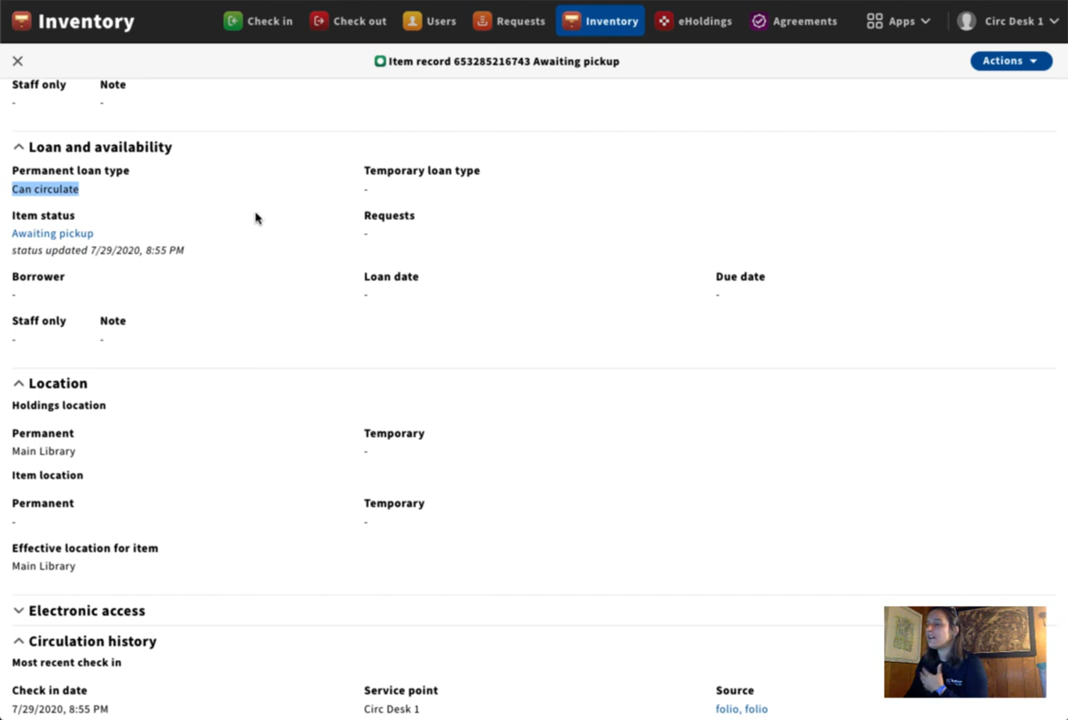 Inventory Check in Check out Users Requests Inventory eHoldings Agreements Apps Circ Desk 1
Item record 653285216743 Awaiting pickup Actions
Staff only Note
- -
Loan and availability
Permanent loan type Temporary loan type
Can circulate -
Item status Requests
Awaiting pickup -
status updated 7/29/2020, 8:55 PM
Borrower Loan date Due date
- - -
Staff only Note
- -
Location
Holdings location
Permanent Temporary
Main Library -
Item location
Permanent Temporary
- -
Effective location for item
Main Library
Electronic access
Circulation history
Most recent check in
Check in date Service point Source
7/29/2020, 8:55 PM Circ Desk 1 folio, folio